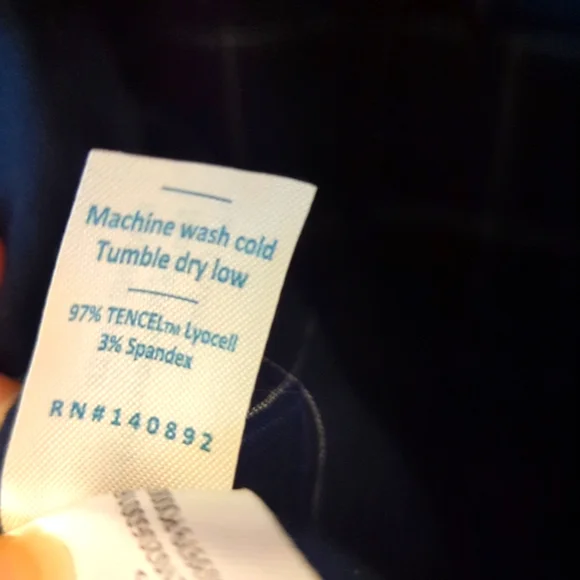 Machine wash cold
Tumble dry low
97% TENCEL™ Lyocell
3% Spandex
RN#140892